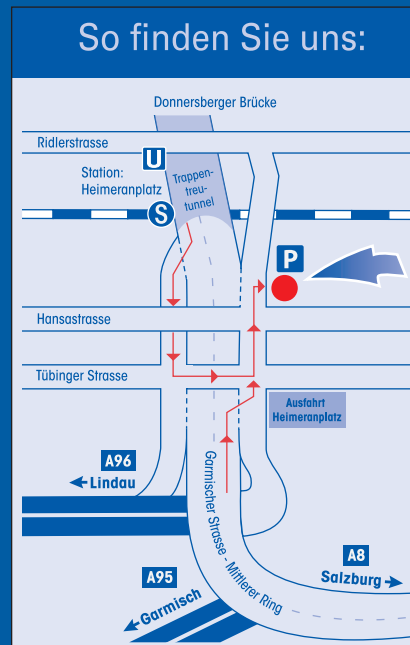 So finden Sie uns:
Donnersberger Brücke
Ridlerstrasse
U
Station:
Heimeranplatz
S
Trappen-
treu-
tunnel
P
Hansastrasse
Tübinger Strasse
Ausfahrt
Heimeranplatz
A96
Lindau
Garmischer Strasse - Mittlerer Ring
A8
Salzburg
A95
Garmisch